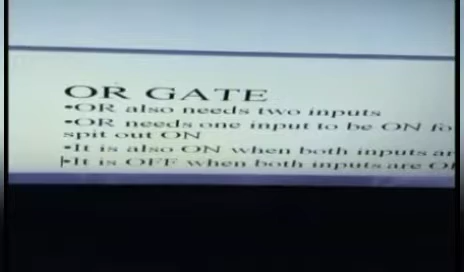 OR GATE
•OR also needs two inputs
•OR needs one input to be ON fo
spit out ON
•It is also ON when both inputs ar
•It is OFF when both inputs are O